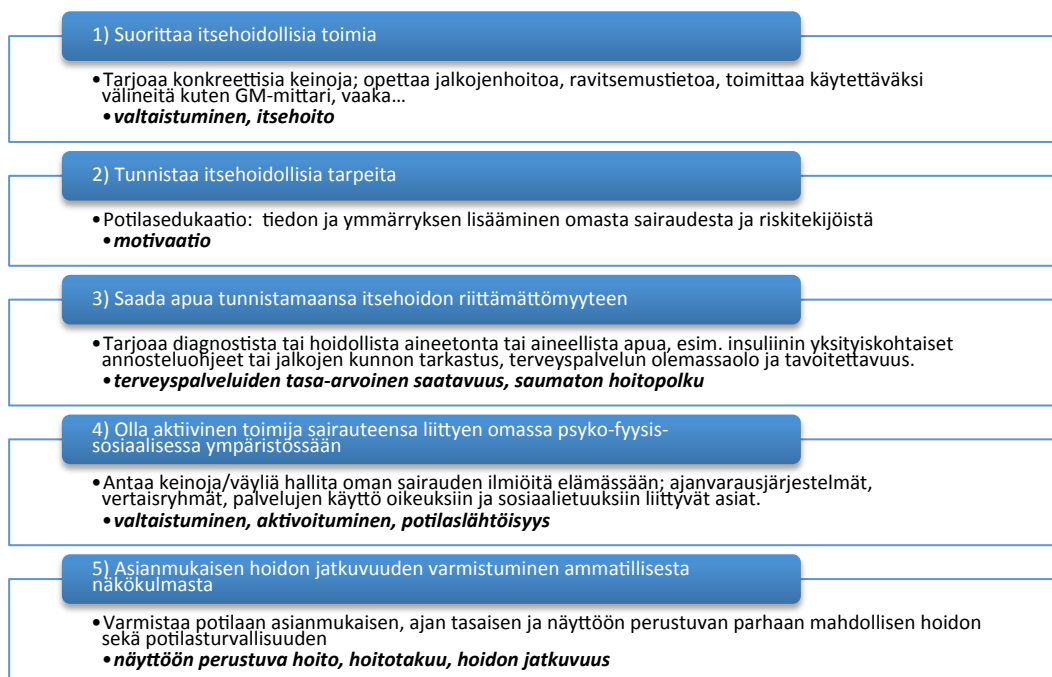 1) Suorittaa itsehoidollisia toimia
•Tarjoaa konkreettisia keinoja; opettaa jalkojenhoitoa, ravitsemustietoa, toimittaa käytettäväksi
välineitä kuten GM-mittari, vaaka…
•valtaistuminen, itsehoito
2) Tunnistaa itsehoidollisia tarpeita
•Potilasedukaatio: tiedon ja ymmärryksen lisääminen omasta sairaudesta ja riskitekijöistä
•motivaatio
3) Saada apua tunnistamaansa itsehoidon riittämättömyyteen
•Tarjoaa diagnostista tai hoidollista aineetonta tai aineellista apua, esim. insuliinin yksityiskohtaiset
annosteluohjeet tai jalkojen kunnon tarkastus, terveyspalvelun olemassaolo ja tavoitettavuus.
•terveyspalveluiden tasa-arvoinen saatavuus, saumaton hoitopolku
4) Olla aktiivinen toimija sairauteensa liittyen omassa psyko-fyysis-
sosiaalisessa ympäristössään
•Antaa keinoja/väyliä hallita oman sairauden ilmiöitä elämässään; ajanvarausjärjestelmät,
vertaisryhmät, palvelujen käyttö oikeuksiin ja sosiaalietuuksiin liittyvät asiat.
•valtaistuminen, aktivoituminen, potilaslähtöisyys
5) Asianmukaisen hoidon jatkuvuuden varmistuminen ammatillisesta
näkökulmasta
•Varmistaa potilaan asianmukaisen, ajan tasaisen ja näyttöön perustuvan parhaan mahdollisen hoidon
sekä potilasturvallisuuden
•näyttöön perustuva hoito, hoitotakuu, hoidon jatkuvuus